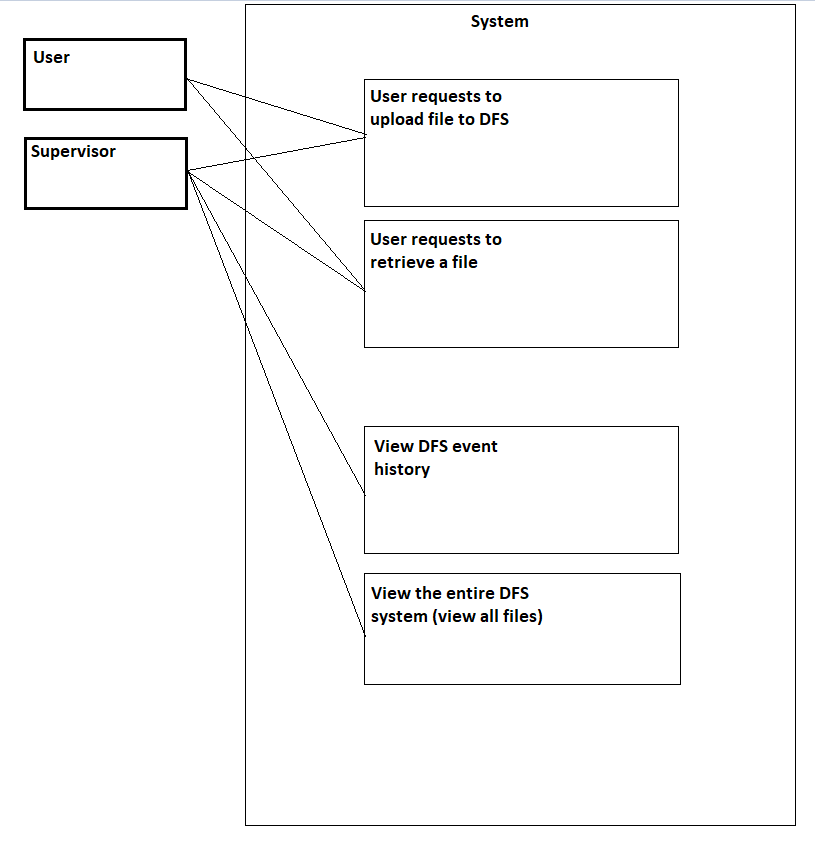 System
User
User requests to
upload file to DFS
Supervisor
User requests to
retrieve a file
View DFS event
history
View the entire DFS
system (view all files)